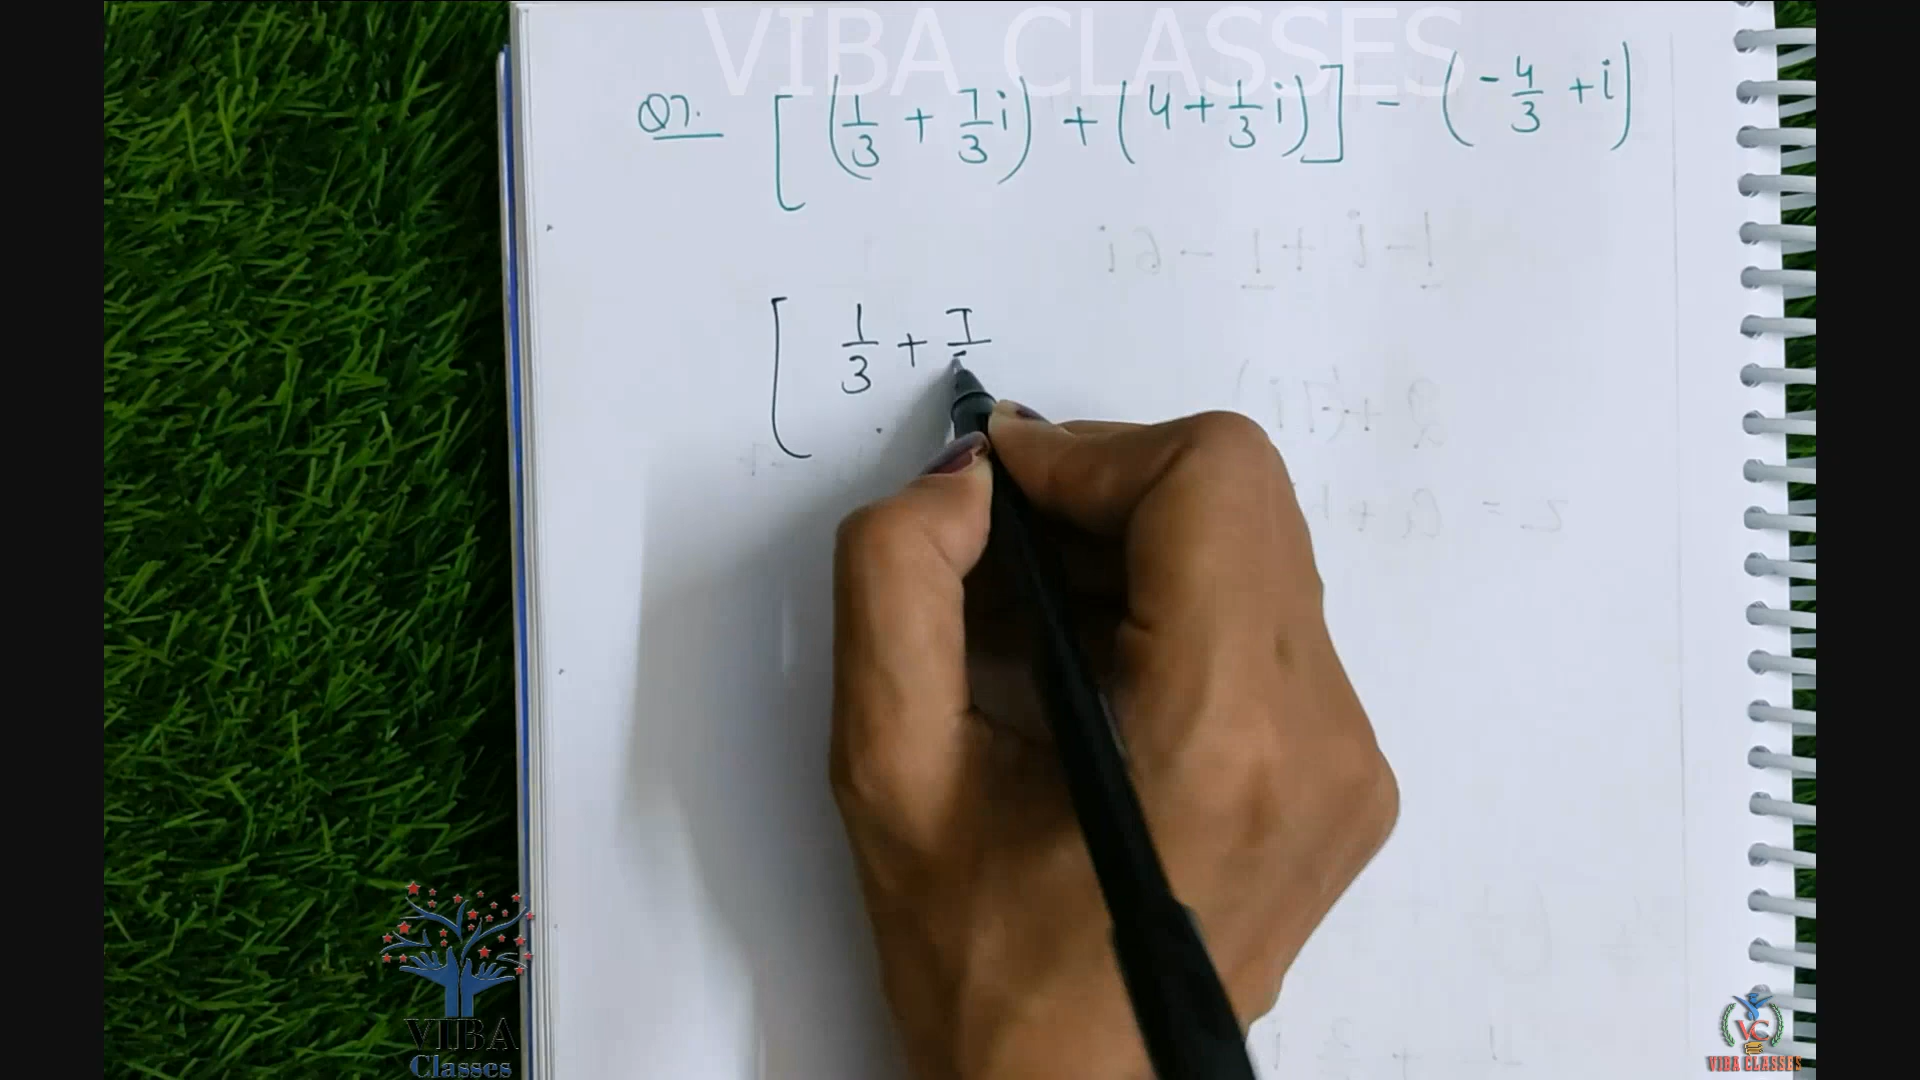 VIBA CLASSES
Q7. [(1/3 + 7/3 i) + (4 + 1/3 i)] - (-4/3 + i)
[ 1/3 + 7/
VIBA
Classes
VC
VIBA CLASSES